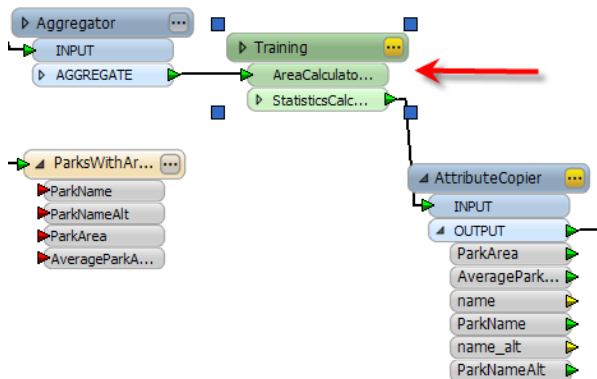 Aggregator
INPUT
AGGREGATE
Training
AreaCalculato...
StatisticsCalc...
ParksWithAr...
ParkName
ParkNameAlt
ParkArea
AverageParkA...
AttributeCopier
INPUT
OUTPUT
ParkArea
AveragePark...
name
ParkName
name_alt
ParkNameAlt